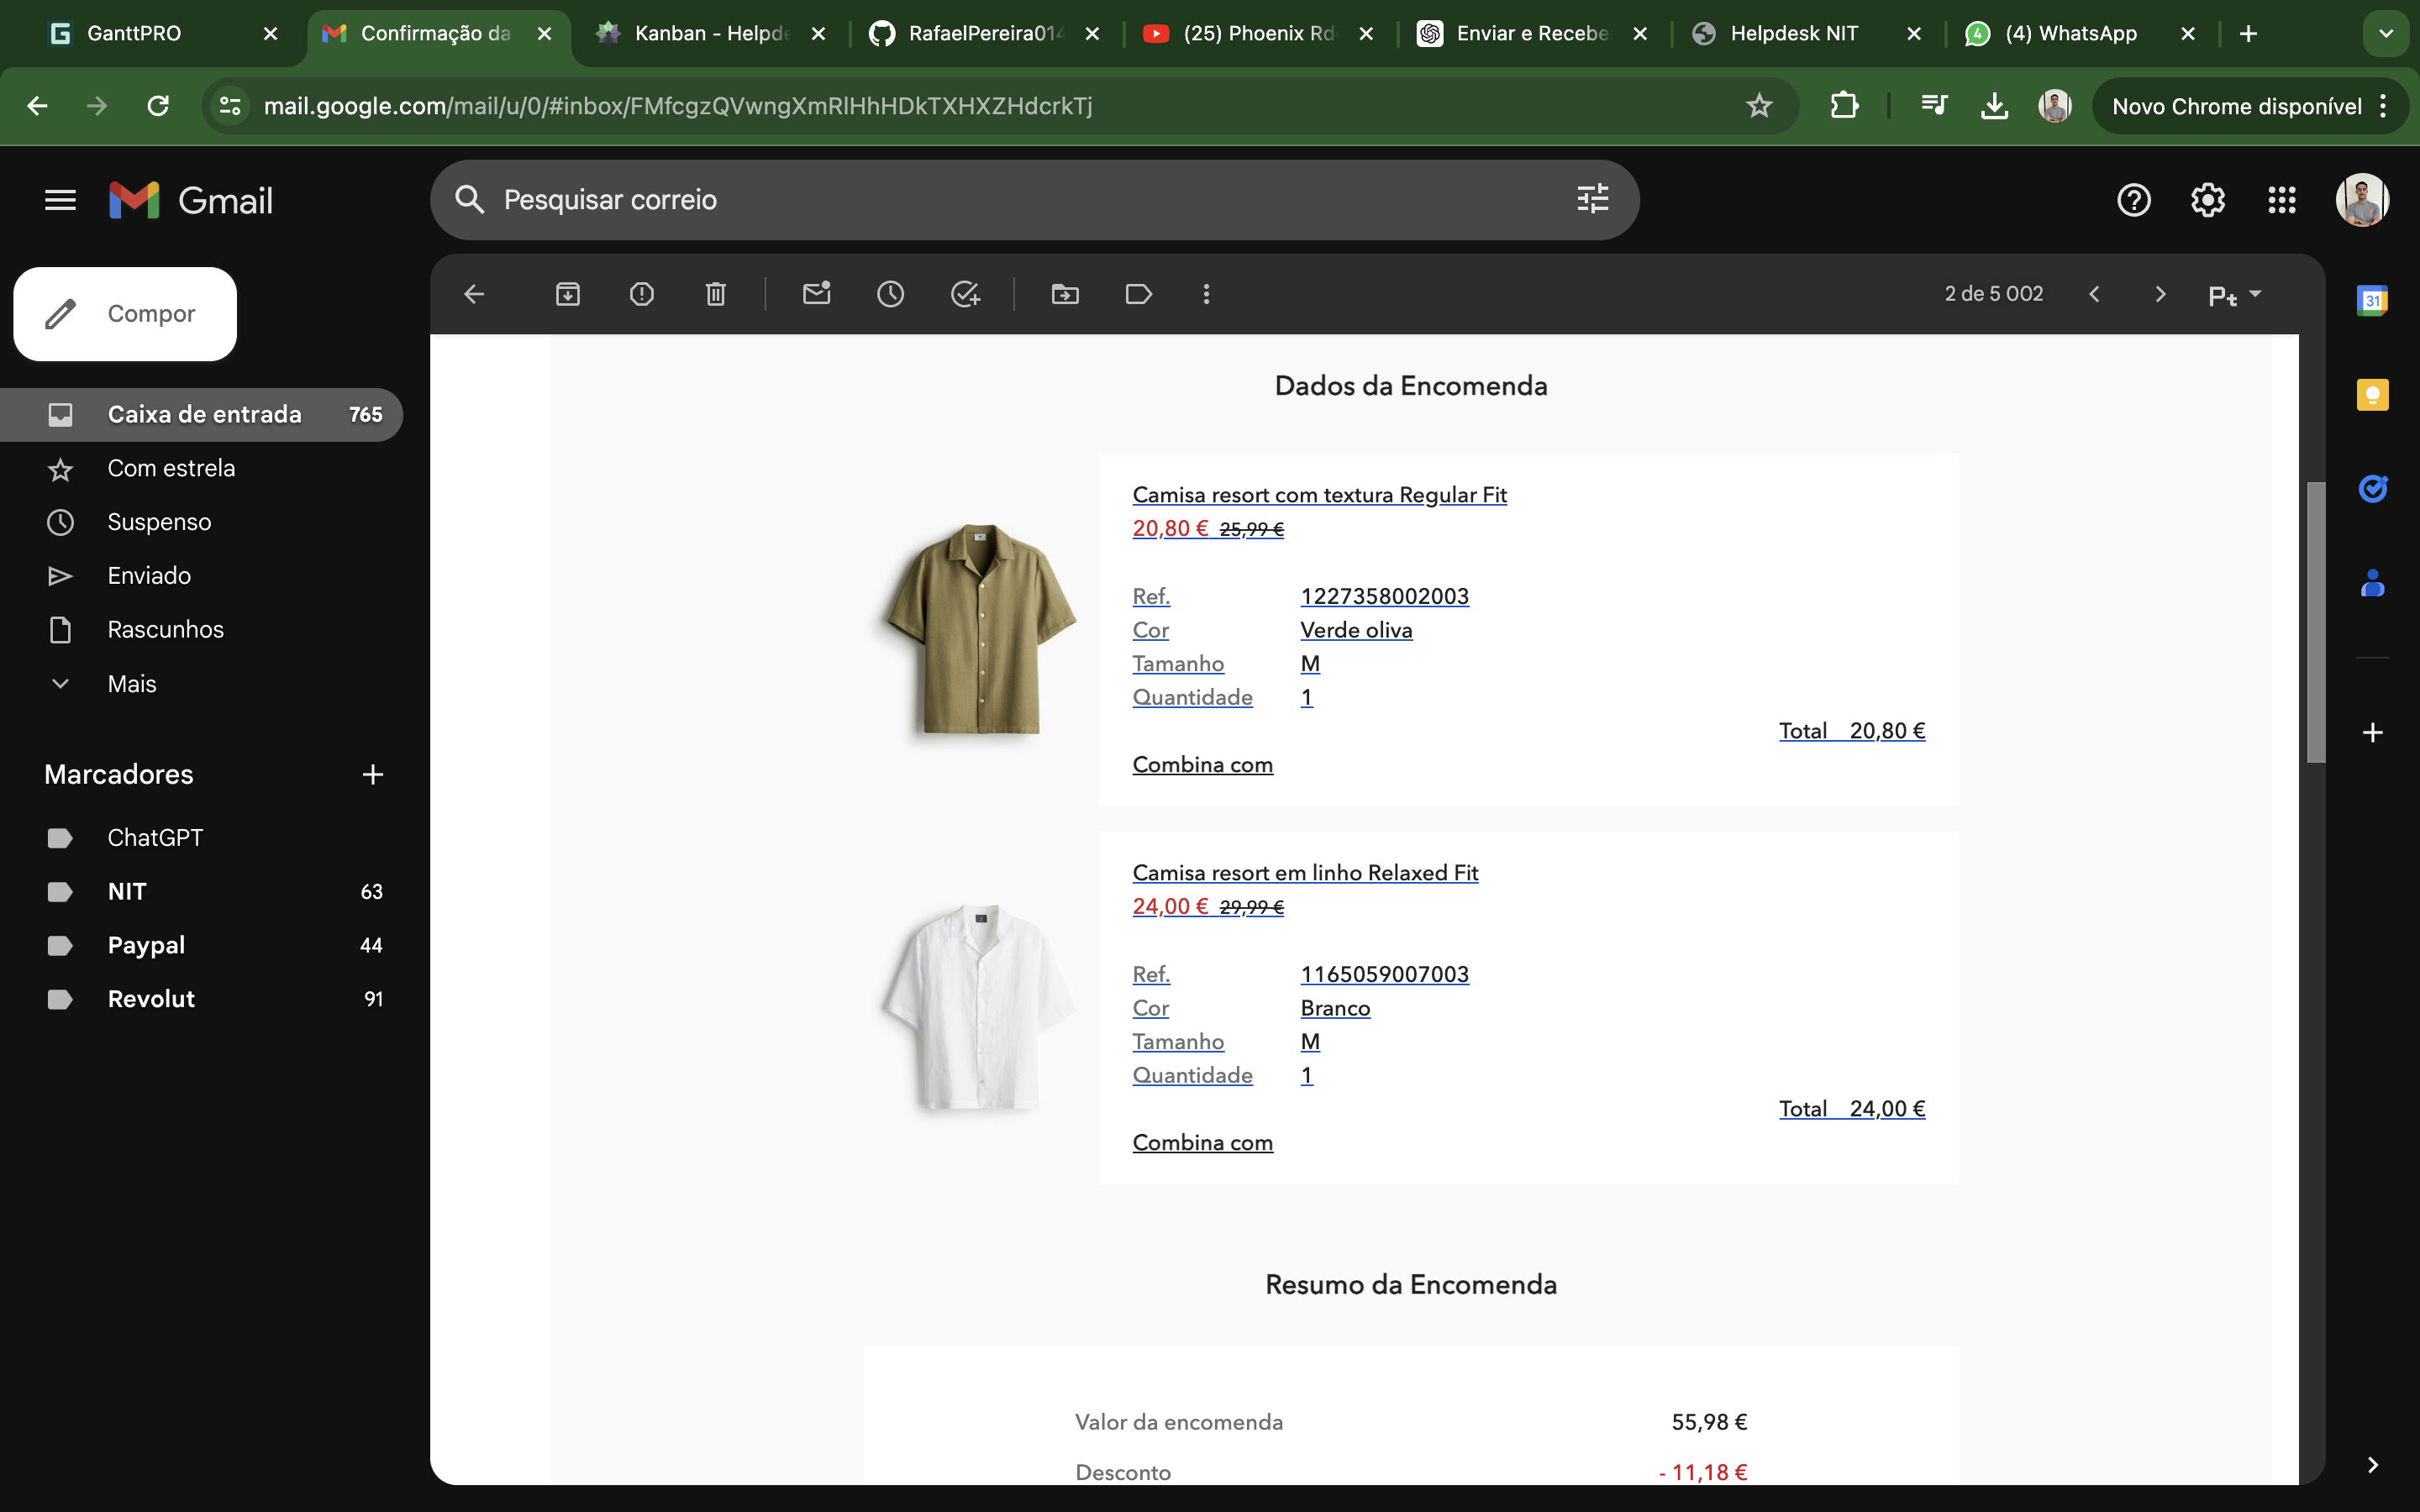 GanttPRO
Confirmação da
Kanban - Helpde
RafaelPereira014
(25) Phoenix Rd
Enviar e Recebe
Helpdesk NIT
4
(4) WhatsApp
mail.google.com/mail/u/0/#inbox/FMfcgzQVwngXmRlHhHDkTXHXZHdcrkTj
Novo Chrome disponível
Gmail
Pesquisar correio
Compor
2 de 5 002
Pt
31
Caixa de entrada 765
Com estrela
Suspenso
Enviado
Rascunhos
Mais
Marcadores
ChatGPT
NIT 63
Paypal 44
Revolut 91
Dados da Encomenda
Camisa resort com textura Regular Fit
20,80 € 25,99 €
Ref. 1227358002003
Cor Verde oliva
Tamanho M
Quantidade 1
Total 20,80 €
Combina com
Camisa resort em linho Relaxed Fit
24,00 € 29,99 €
Ref. 1165059007003
Cor Branco
Tamanho M
Quantidade 1
Total 24,00 €
Combina com
Resumo da Encomenda
Valor da encomenda 55,98 €
Desconto - 11,18 €